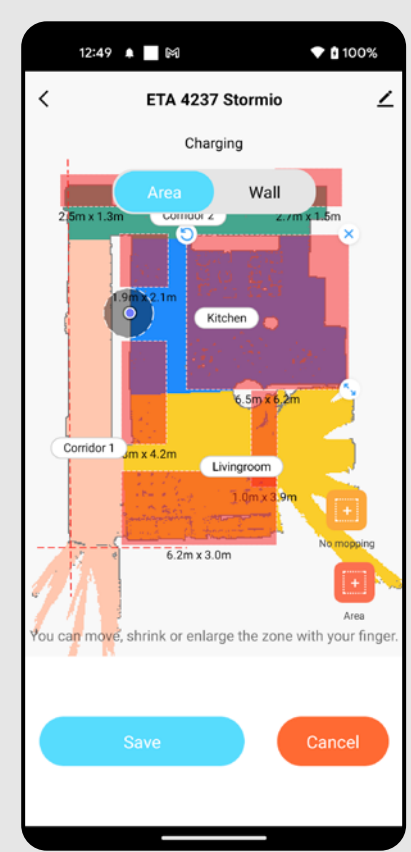 12:49 100%
ETA 4237 Stormio
Charging
Area Wall
2.5m x 1.3m Corridor 2 2.7m x 1.5m
1.9m x 2.1m
Kitchen
6.5m x 6.2m
Corridor 1 m x 4.2m
Livingroom
1.0m x 3.9m
No mopping
6.2m x 3.0m
Area
You can move, shrink or enlarge the zone with your finger.
Save Cancel